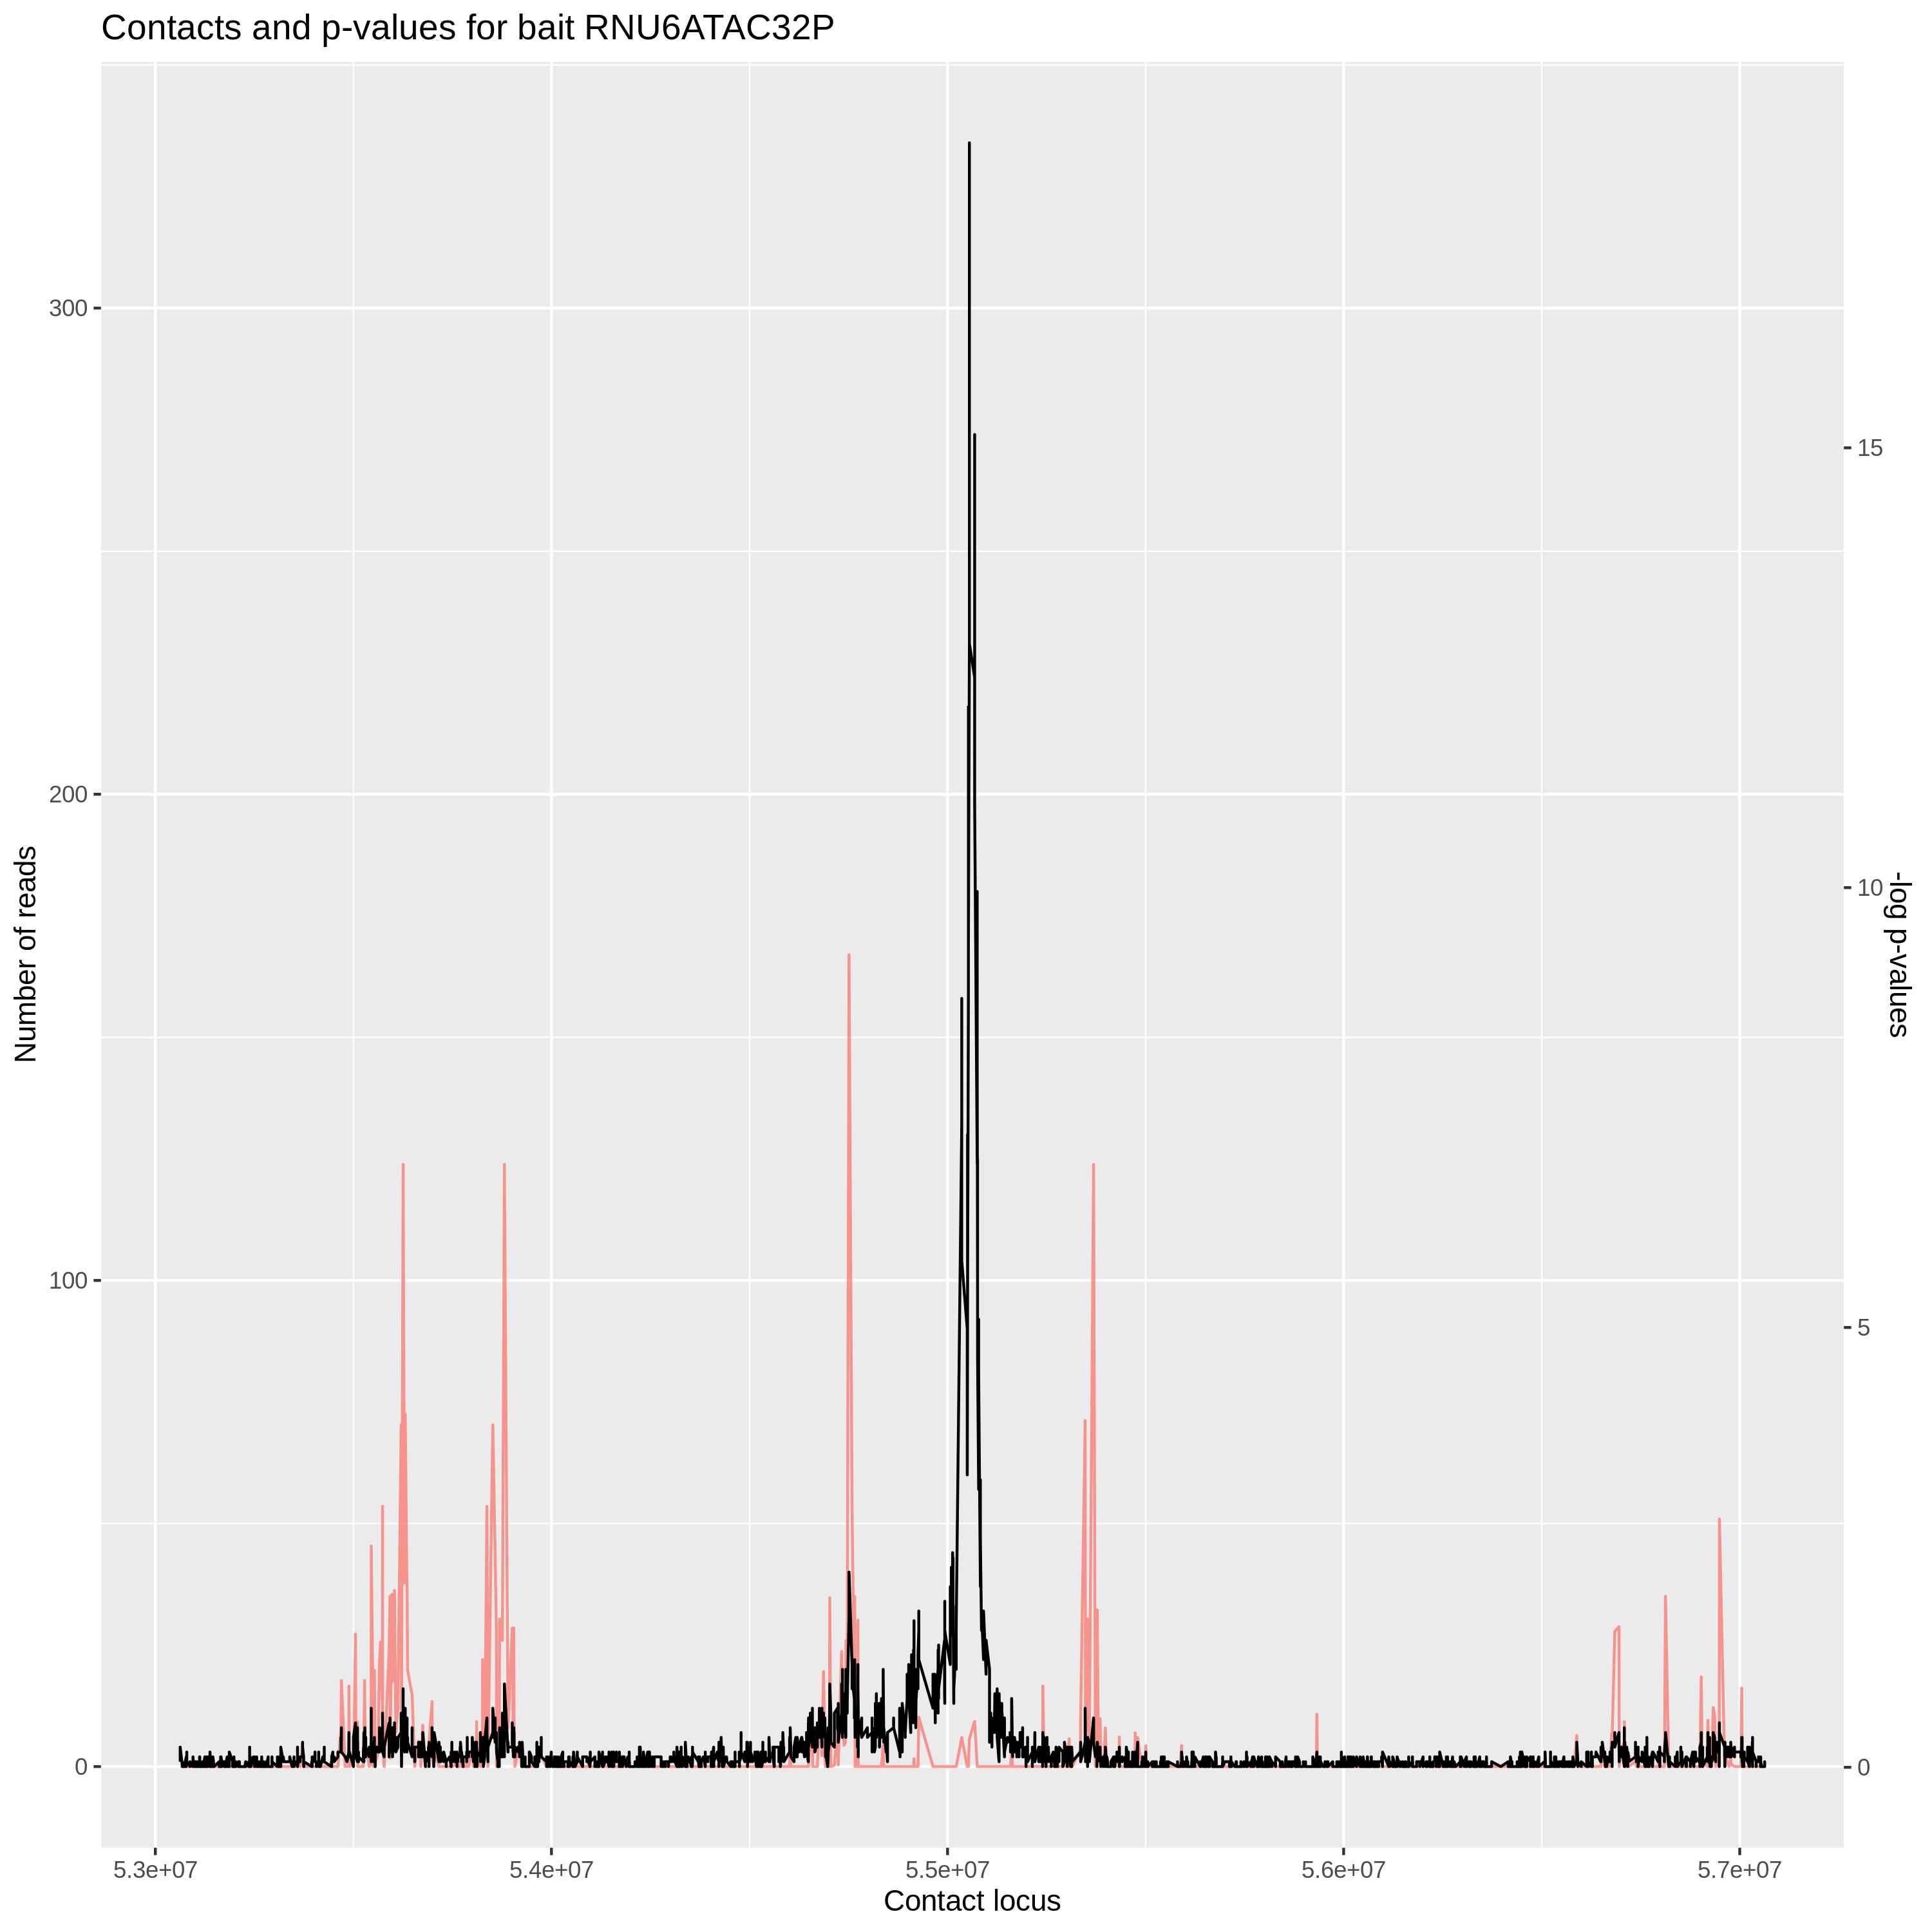 Contacts and p-values for bait RNU6ATAC32P
300
200
100
0
Number of reads
15
10
5
0
-log p-values
5.3e+07
5.4e+07
5.5e+07
5.6e+07
5.7e+07
Contact locus